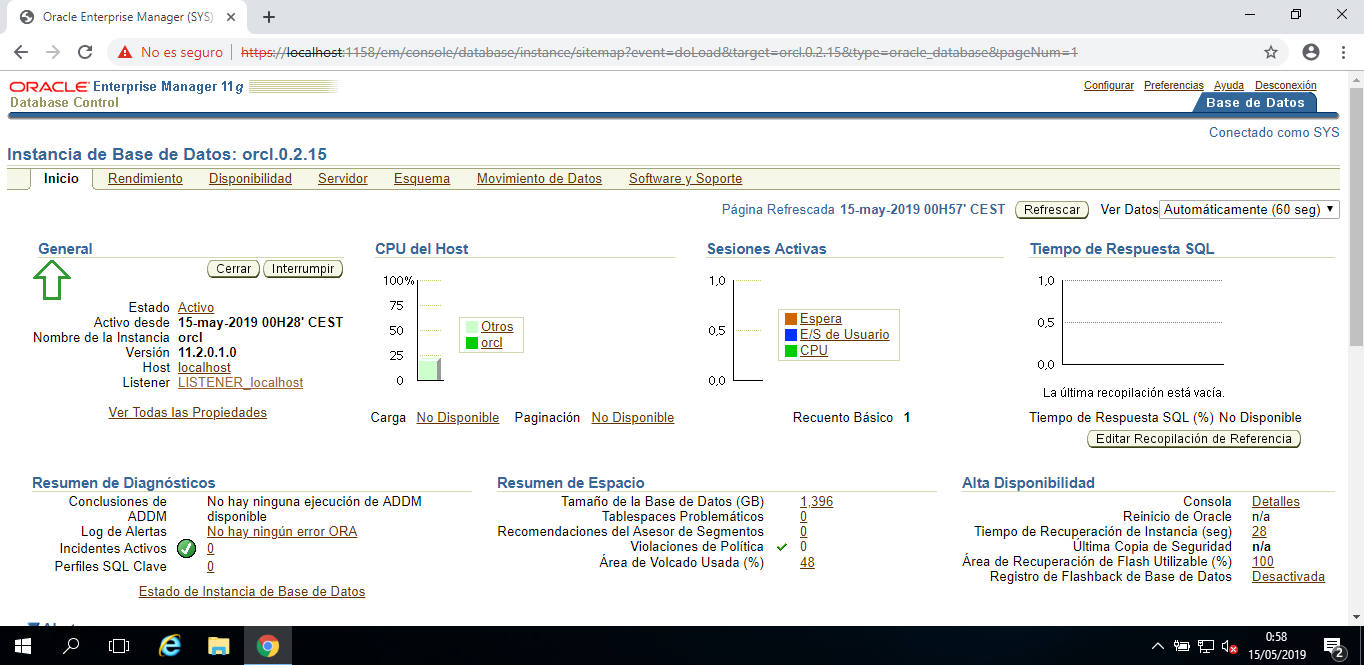 Oracle Enterprise Manager (SYS)
No es seguro https://localhost:1158/em/console/database/instance/sitemap?event=doLoad&target=orcl.0.2.15&type=oracle_database&pageNum=1
ORACLE Enterprise Manager 11g
Database Control
Configurar Preferencias Ayuda Desconexión
Base de Datos
Conectado como SYS
Instancia de Base de Datos: orcl.0.2.15
Inicio Rendimiento Disponibilidad Servidor Esquema Movimiento de Datos Software y Soporte
Página Refrescada 15-may-2019 00H57' CEST Refrescar Ver Datos Automáticamente (60 seg)
General
Cerrar Interrumpir
Estado Activo
Activo desde 15-may-2019 00H28' CEST
Nombre de la Instancia orcl
Versión 11.2.0.1.0
Host localhost
Listener LISTENER_localhost
Ver Todas las Propiedades
CPU del Host
100%
75
50
25
0
Otros
orcl
Carga No Disponible Paginación No Disponible
Sesiones Activas
1,0
0,5
0,0
Espera
E/S de Usuario
CPU
Recuento Básico 1
Tiempo de Respuesta SQL
1,0
0,5
0,0
La última recopilación está vacía.
Tiempo de Respuesta SQL (%) No Disponible
Editar Recopilación de Referencia
Resumen de Diagnósticos
Conclusiones de ADDM No hay ninguna ejecución de ADDM disponible
Log de Alertas No hay ningún error ORA
Incidentes Activos 0
Perfiles SQL Clave 0
Estado de Instancia de Base de Datos
Resumen de Espacio
Tamaño de la Base de Datos (GB) 1,396
Tablespaces Problemáticos 0
Recomendaciones del Asesor de Segmentos 0
Violaciones de Política 0
Área de Volcado Usada (%) 48
Alta Disponibilidad
Consola Detalles
Reinicio de Oracle n/a
Tiempo de Recuperación de Instancia (seg) 28
Última Copia de Seguridad n/a
Área de Recuperación de Flash Utilizable (%) 100
Registro de Flashback de Base de Datos Desactivada
0:58
15/05/2019
2